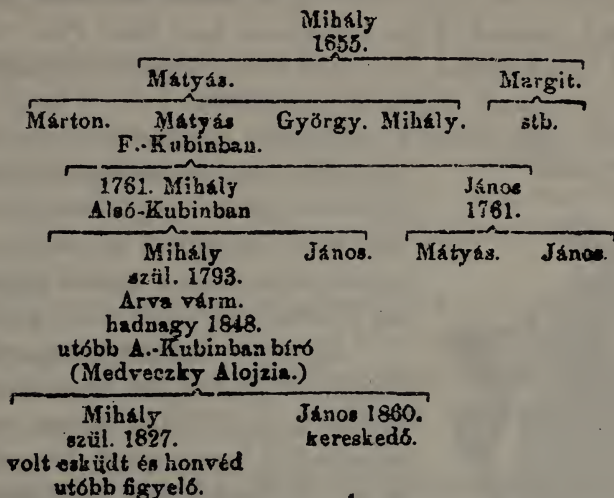 Mihály
1655.
Mátyás. Margit.
Márton. Mátyás György. Mihály. stb.
F.-Kubinban.
1761. Mihály János
Alsó-Kubinban 1761.
Mihály János. Mátyás. János.
szül. 1793.
Arva várm.
hadnagy 1848.
utóbb A.-Kubinban bíró
(Medveczky Alojzia.)
Mihály János 1860.
szül. 1827. kereskedő.
volt esküdt és honvéd
utóbb figyelő.